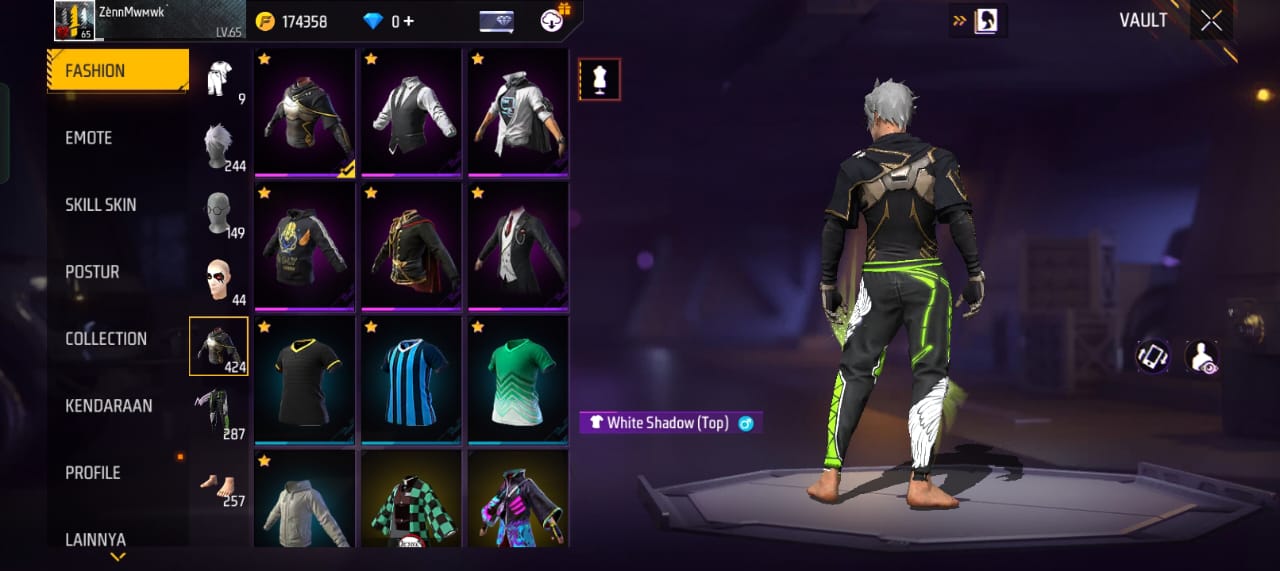 ZènnMwмwk
65
LV.65
174358
0 +
VAULT
FASHION
EMOTE
SKILL SKIN
POSTUR
COLLECTION
KENDARAAN
PROFILE
LAINNYA
9
244
149
44
424
287
257
White Shadow (Top)